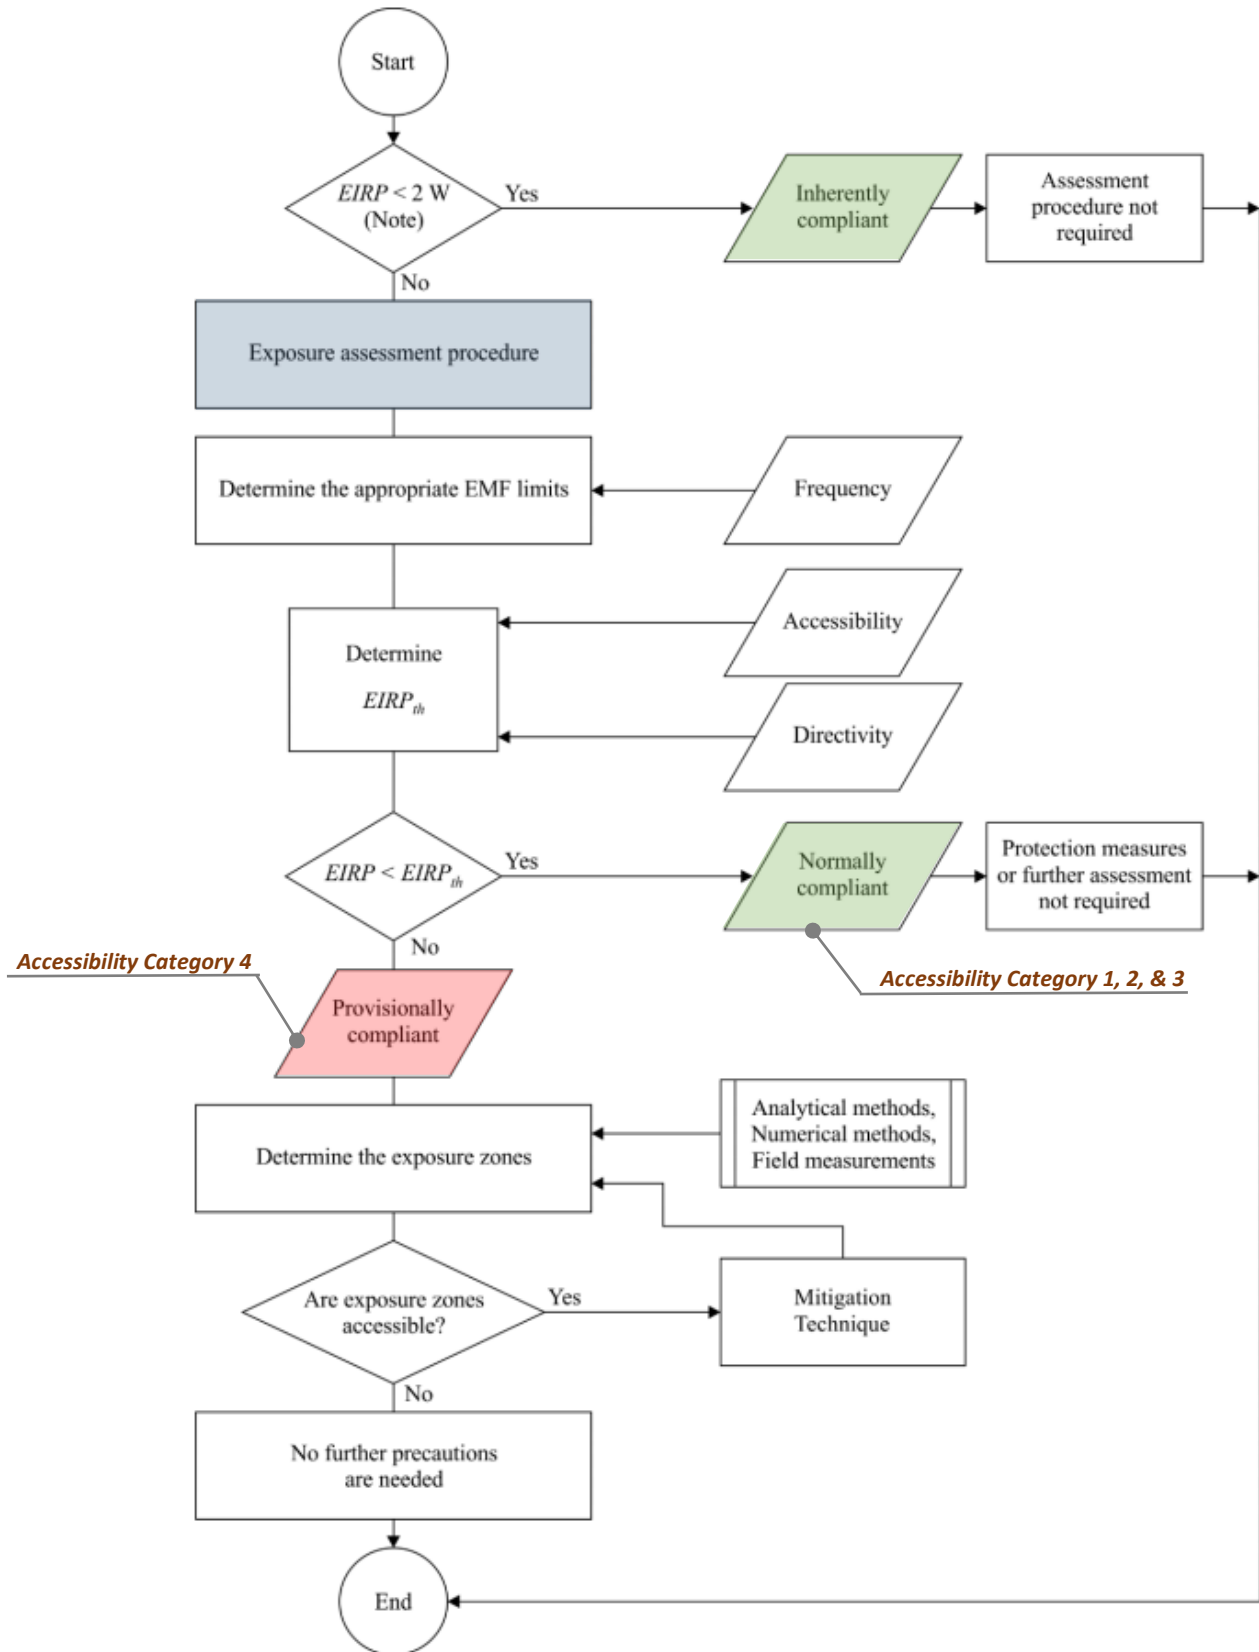 Start
EIRP < 2 W
(Note)
Yes
Inherently
compliant
Assessment
procedure not
required
No
Exposure assessment procedure
Determine the appropriate EMF limits
Frequency
Accessibility
Determine
EIRPth
Directivity
EIRP < EIRPth
Yes
Normally
compliant
Protection measures
or further assessment
not required
No
Accessibility Category 4
Accessibility Category 1, 2, & 3
Provisionally
compliant
Analytical methods,
Numerical methods,
Field measurements
Determine the exposure zones
Are exposure zones
accessible?
Yes
Mitigation
Technique
No
No further precautions
are needed
End